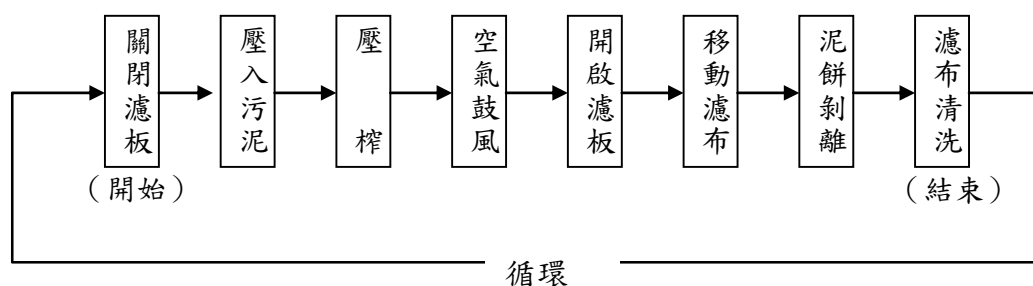 關閉濾板
壓入污泥
壓榨
空氣鼓風
開啟濾板
移動濾布
泥餅剝離
濾布清洗
（開始）
（結束）
循環